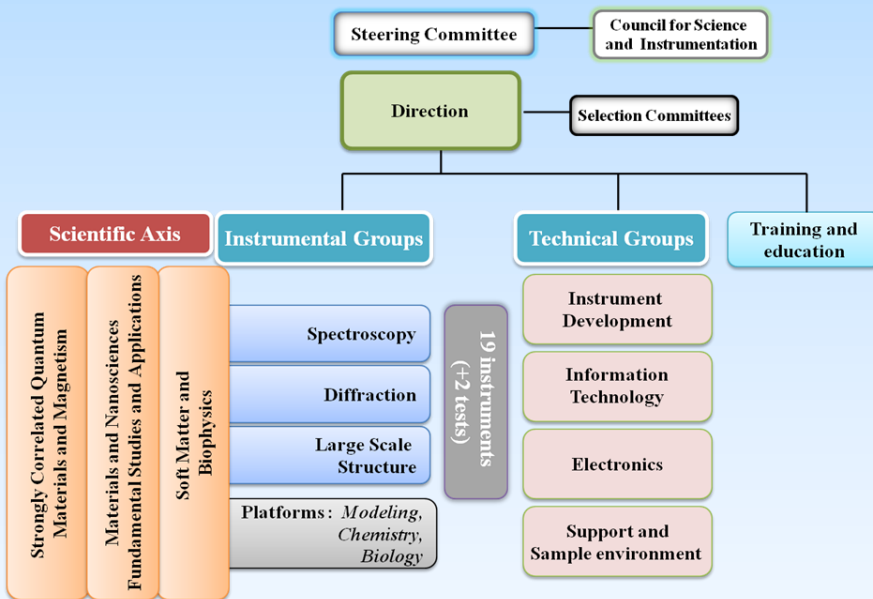 Steering Committee
Council for Science
and Instrumentation
Direction
Selection Committees
Scientific Axis
Instrumental Groups
Technical Groups
Training and
education
Strongly Correlated Quantum
Materials and Magnetism
Materials and Nanosciences
Fundamental Studies and Applications
Soft Matter and
Biophysics
Spectroscopy
Diffraction
Large Scale
Structure
Platforms : Modeling,
Chemistry,
Biology
19 instruments
(+2 tests)
Instrument
Development
Information
Technology
Electronics
Support and
Sample environment